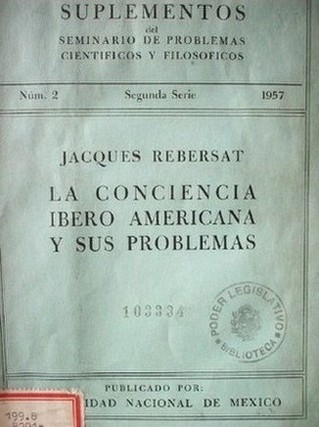 SUPLEMENTOS
del
SEMINARIO DE PROBLEMAS
CIENTIFICOS Y FILOSOFICOS
Núm. 2 Segunda Serie 1957
JACQUES REBERSAT
LA CONCIENCIA
IBERO AMERICANA
Y SUS PROBLEMAS
103334
PODER LEGISLATIVO
BIBLIOTECA
PUBLICADO POR:
IDAD NACIONAL DE MEXICO
199.8